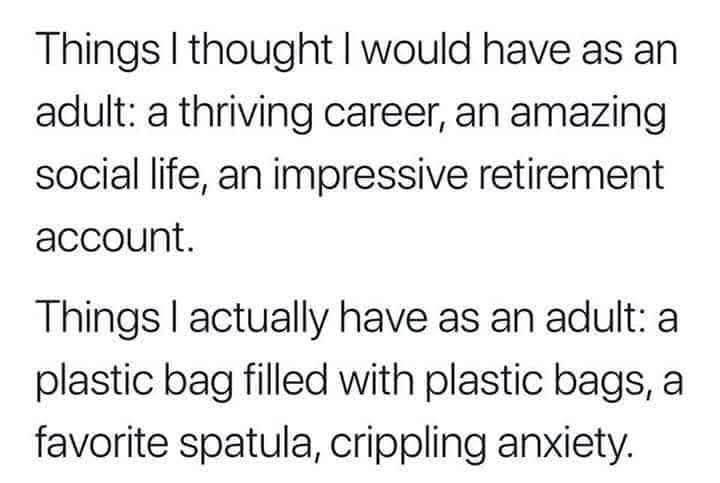 Things I thought I would have as an
adult: a thriving career, an amazing
social life, an impressive retirement
account.
Things I actually have as an adult: a
plastic bag filled with plastic bags, a
favorite spatula, crippling anxiety.